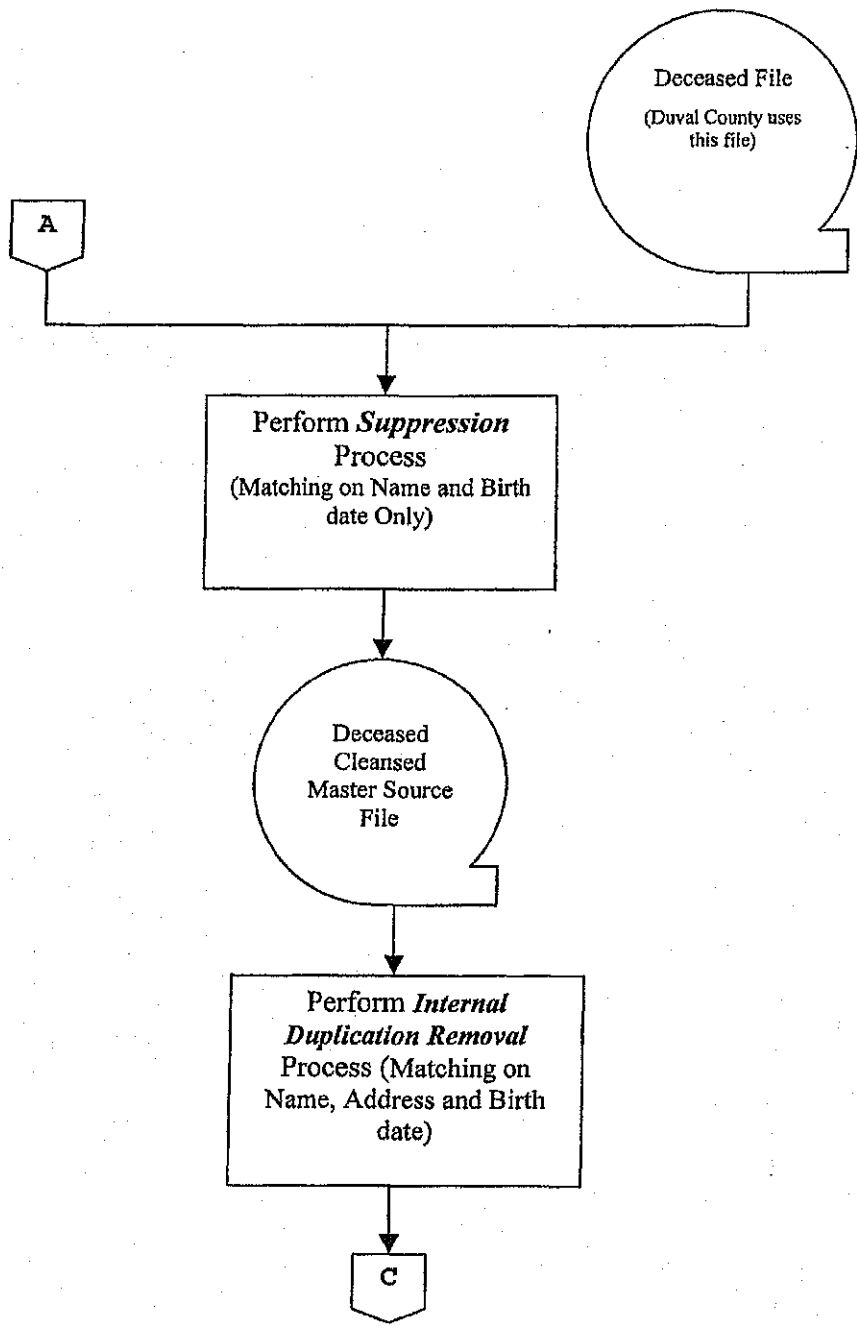 Deceased File
(Duval County uses
this file)
A
Perform Suppression
Process
(Matching on Name and Birth
date Only)
Deceased
Cleansed
Master Source
File
Perform Internal
Duplication Removal
Process (Matching on
Name, Address and Birth
date)
C